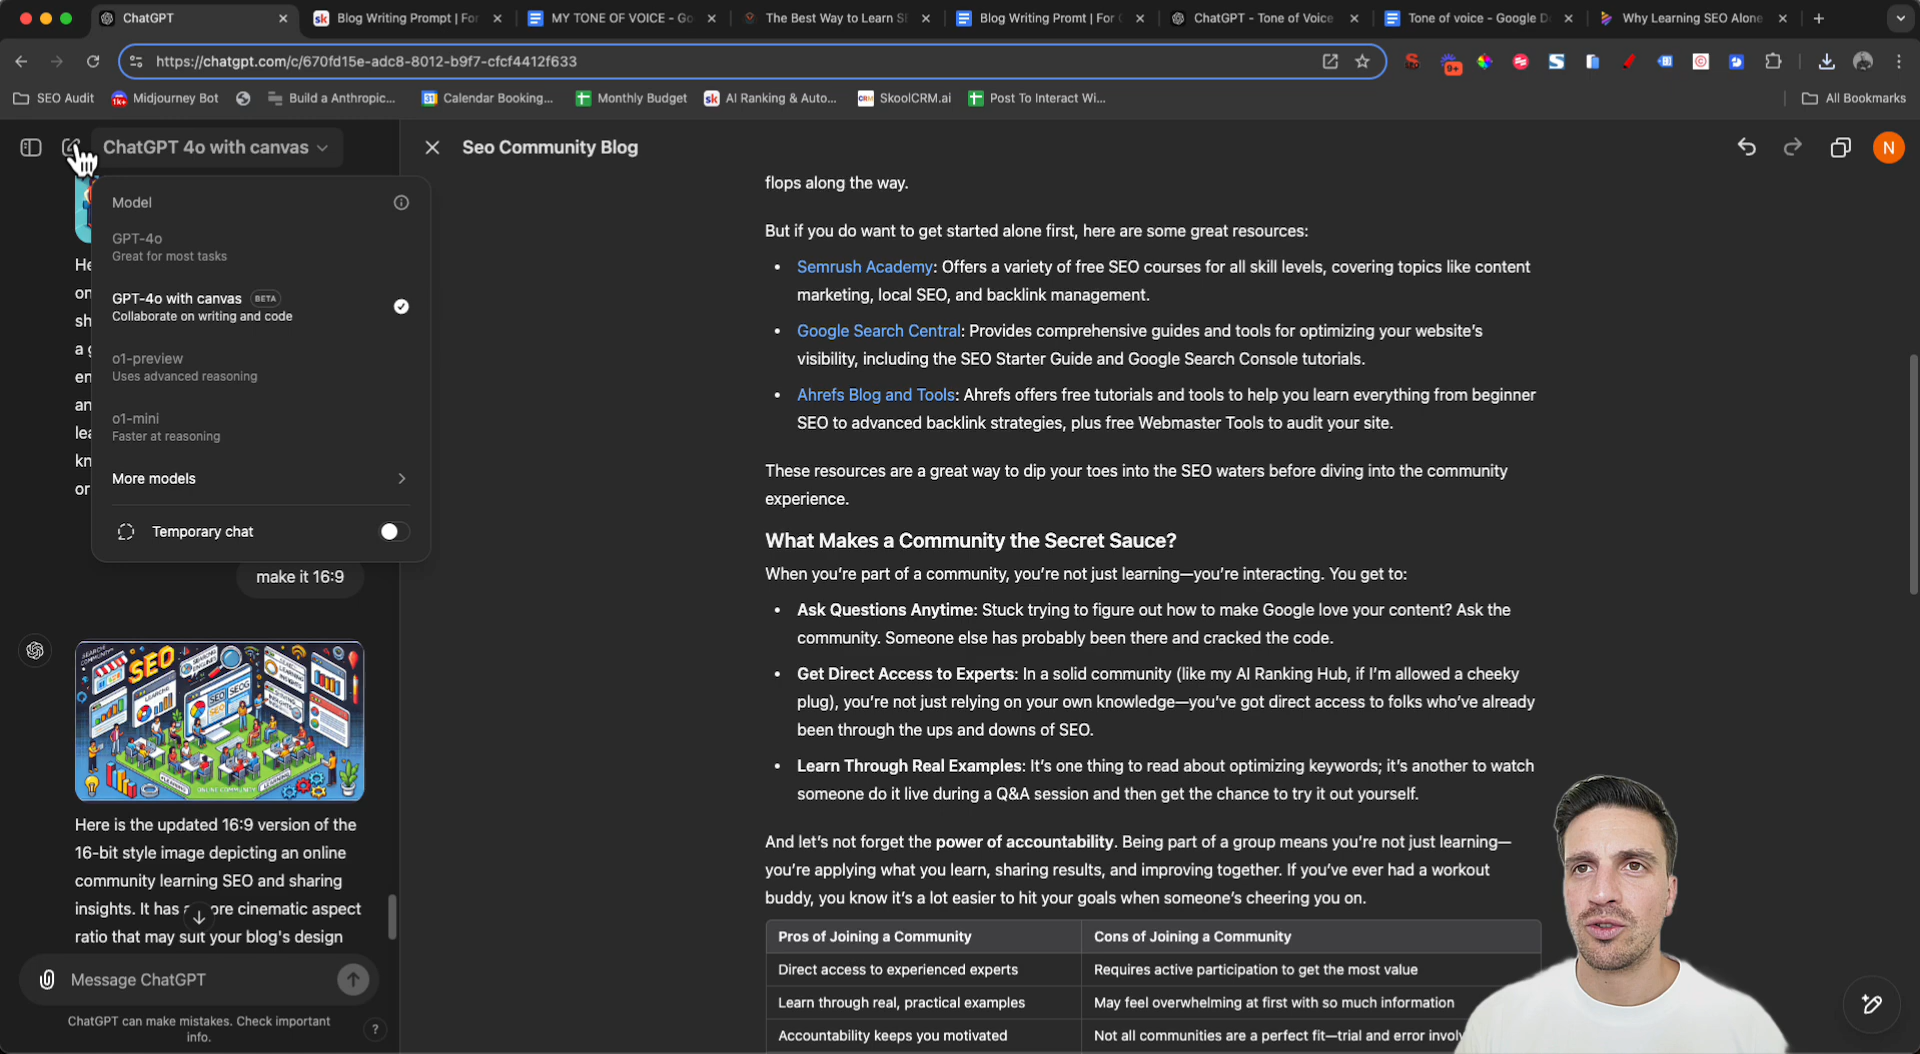 ChatGPT
Blog Writing Prompt | For
MY TONE OF VOICE - Go
The Best Way to Learn S
Blog Writing Promt | For
ChatGPT - Tone of Voice
Tone of voice - Google D
Why Learning SEO Alone
https://chatgpt.com/c/670fd15e-adc8-8012-b9f7-cfcf4412f633
9+
SEO Audit
1k+
Midjourney Bot
Build a Anthropic...
Calendar Booking...
Monthly Budget
sk
AI Ranking & Auto...
CRM
SkoolCRM.ai
Post To Interact Wi...
All Bookmarks
ChatGPT 4o with canvas
Seo Community Blog
N
Model
GPT-4o
Great for most tasks
GPT-4o with canvas BETA
Collaborate on writing and code
o1-preview
Uses advanced reasoning
o1-mini
Faster at reasoning
More models
Temporary chat
He
on
sh
a g
en
an
lea
kn
or
make it 16:9
SEO
Here is the updated 16:9 version of the
16-bit style image depicting an online
community learning SEO and sharing
insights. It has ore cinematic aspect
ratio that may suit your blog's design
Message ChatGPT
ChatGPT can make mistakes. Check important
info.
?
flops along the way.
But if you do want to get started alone first, here are some great resources:
• Semrush Academy: Offers a variety of free SEO courses for all skill levels, covering topics like content
marketing, local SEO, and backlink management.
• Google Search Central: Provides comprehensive guides and tools for optimizing your website's
visibility, including the SEO Starter Guide and Google Search Console tutorials.
• Ahrefs Blog and Tools: Ahrefs offers free tutorials and tools to help you learn everything from beginner
SEO to advanced backlink strategies, plus free Webmaster Tools to audit your site.
These resources are a great way to dip your toes into the SEO waters before diving into the community
experience.
What Makes a Community the Secret Sauce?
When you're part of a community, you're not just learning—you're interacting. You get to:
• Ask Questions Anytime: Stuck trying to figure out how to make Google love your content? Ask the
community. Someone else has probably been there and cracked the code.
• Get Direct Access to Experts: In a solid community (like my AI Ranking Hub, if I'm allowed a cheeky
plug), you're not just relying on your own knowledge—you've got direct access to folks who've already
been through the ups and downs of SEO.
• Learn Through Real Examples: It's one thing to read about optimizing keywords; it's another to watch
someone do it live during a Q&A session and then get the chance to try it out yourself.
And let's not forget the power of accountability. Being part of a group means you're not just learning—
you're applying what you learn, sharing results, and improving together. If you've ever had a workout
buddy, you know it's a lot easier to hit your goals when someone's cheering you on.
Pros of Joining a Community Cons of Joining a Community
Direct access to experienced experts Requires active participation to get the most value
Learn through real, practical examples May feel overwhelming at first with so much information
Accountability keeps you motivated Not all communities are a perfect fit—trial and error invol